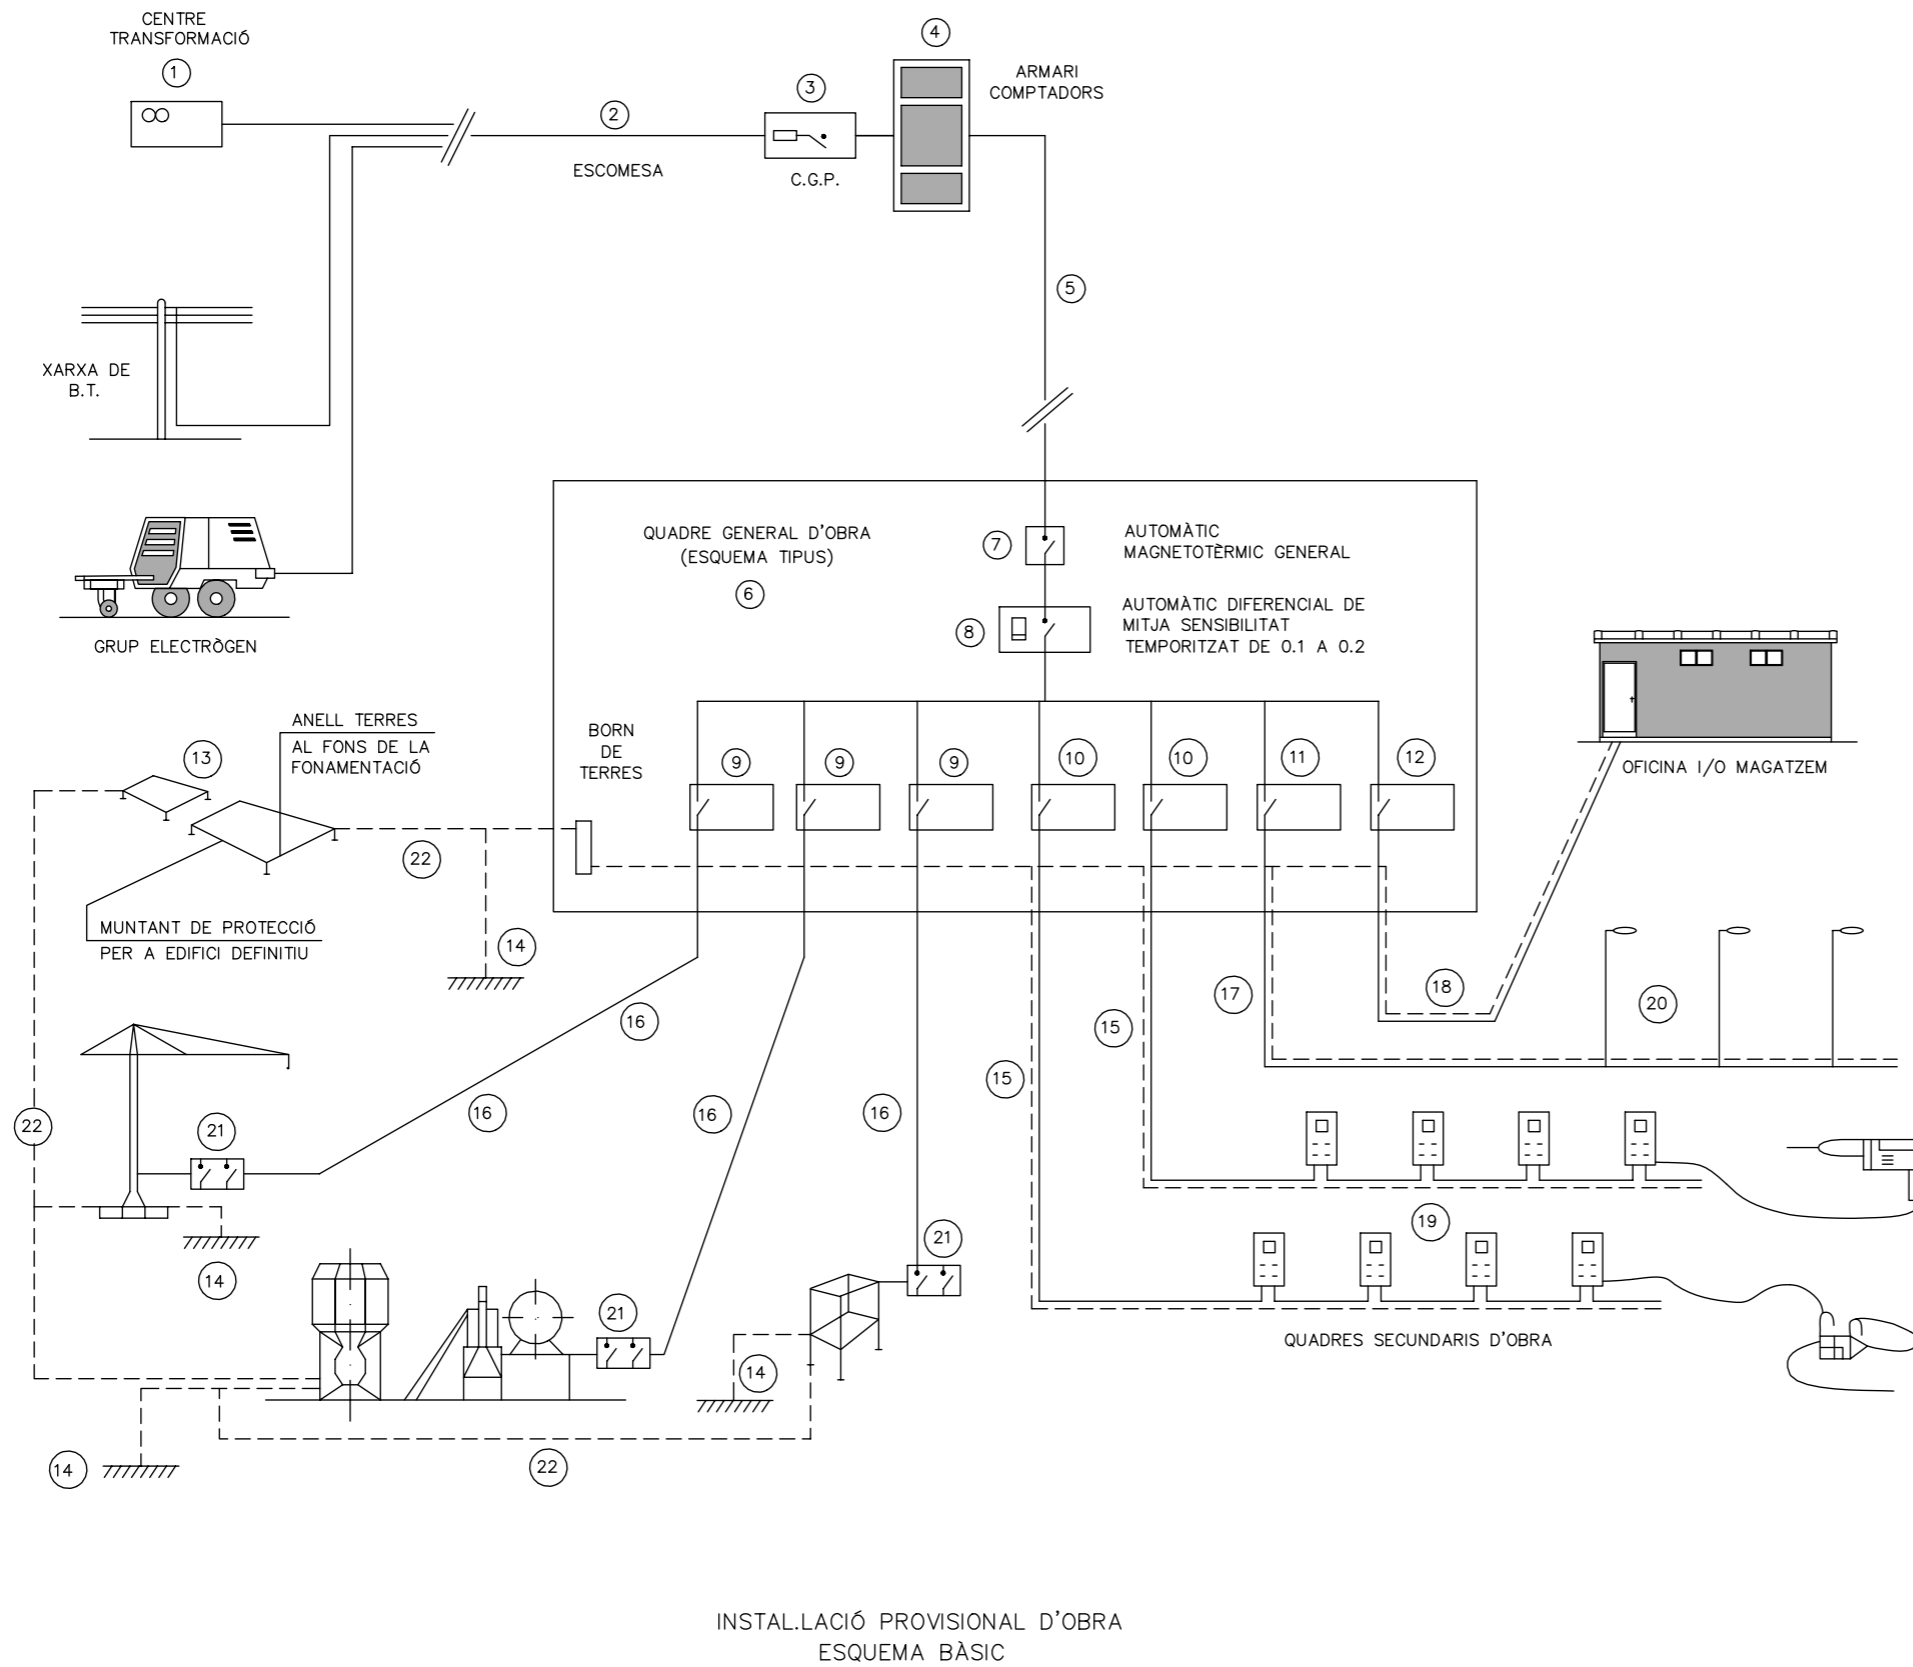 CENTRE
TRANSFORMACIÓ
1
2
ESCOMESA
3
C.G.P.
4
ARMARI
COMPTADORS
5
XARXA DE
B.T.
GRUP ELECTRÒGEN
QUADRE GENERAL D'OBRA
(ESQUEMA TIPUS)
6
7
AUTOMÀTIC
MAGNETOTÈRMIC GENERAL
8
AUTOMÀTIC DIFERENCIAL DE
MITJA SENSIBILITAT
TEMPORITZAT DE 0.1 A 0.2
BORN
DE
TERRES
9
9
9
10
10
11
12
OFICINA I/O MAGATZEM
13
ANELL TERRES
AL FONS DE LA
FONAMENTACIÓ
22
MUNTANT DE PROTECCIÓ
PER A EDIFICI DEFINITIU
14
16
16
16
16
15
15
17
18
20
22
21
14
21
14
21
14
22
19
QUADRES SECUNDARIS D'OBRA
INSTAL.LACIÓ PROVISIONAL D'OBRA
ESQUEMA BÀSIC